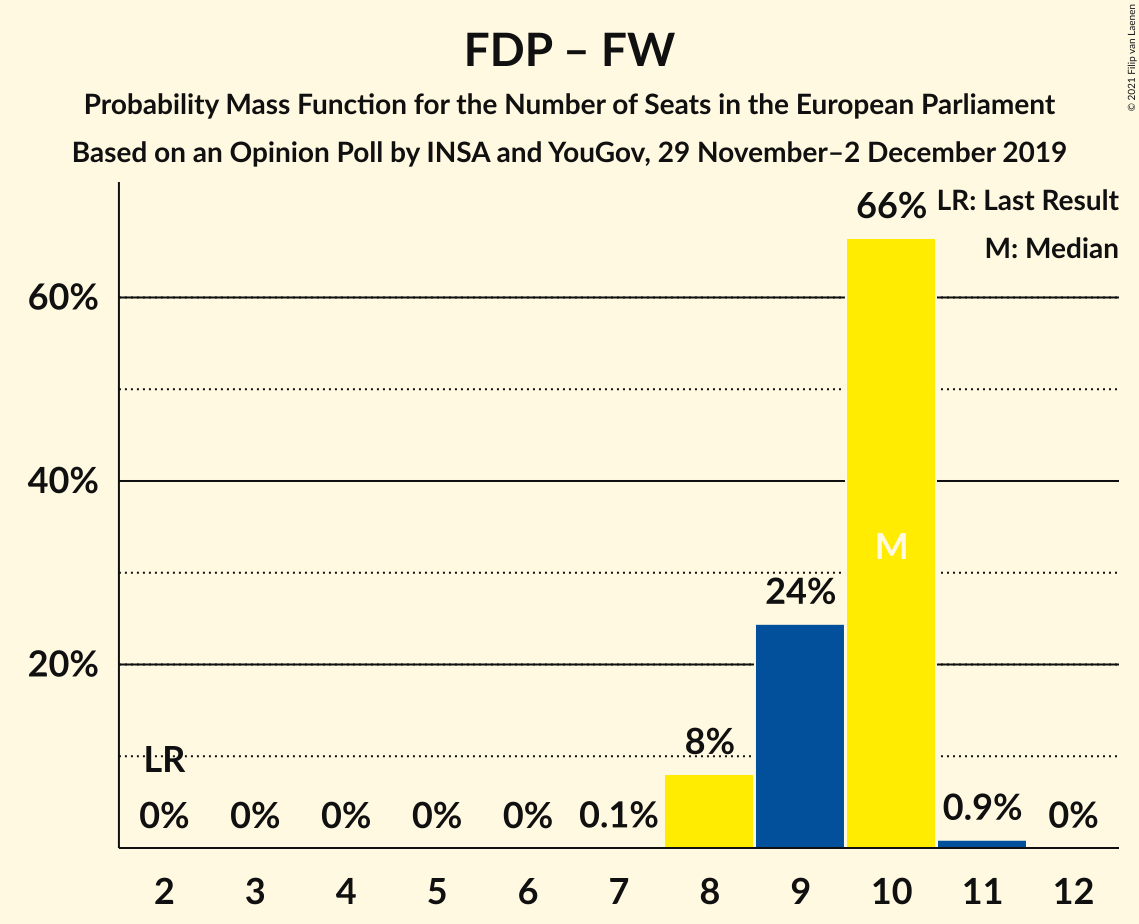 FDP – FW
Probability Mass Function for the Number of Seats in the European Parliament
Based on an Opinion Poll by INSA and YouGov, 29 November–2 December 2019
© 2021 Filip van Laenen
LR: Last Result
M: Median
66%
60%
40%
M
24%
20%
8%
LR
0% 0% 0% 0% 0% 0.1% 0.9% 0%
2 3 4 5 6 7 8 9 10 11 12